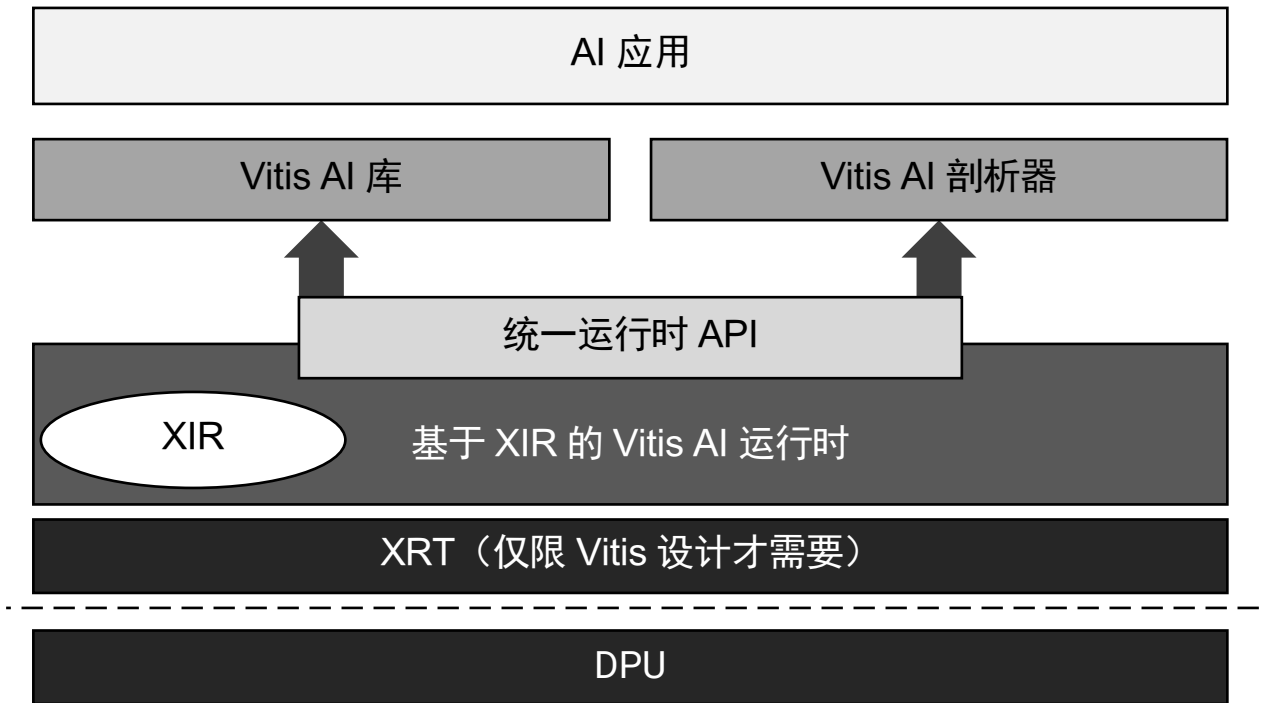 AI 应用
Vitis AI 库
Vitis AI 剖析器
统一运行时 API
XIR
基于 XIR 的 Vitis AI 运行时
XRT（仅限 Vitis 设计才需要）
DPU